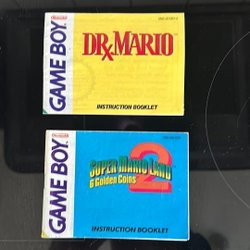 Nintendo
GAME BOY
DR. MARIO
INSTRUCTION BOOKLET
Nintendo
GAME BOY
SUPER MARIO LAND
2
6 Golden Coins
INSTRUCTION BOOKLET